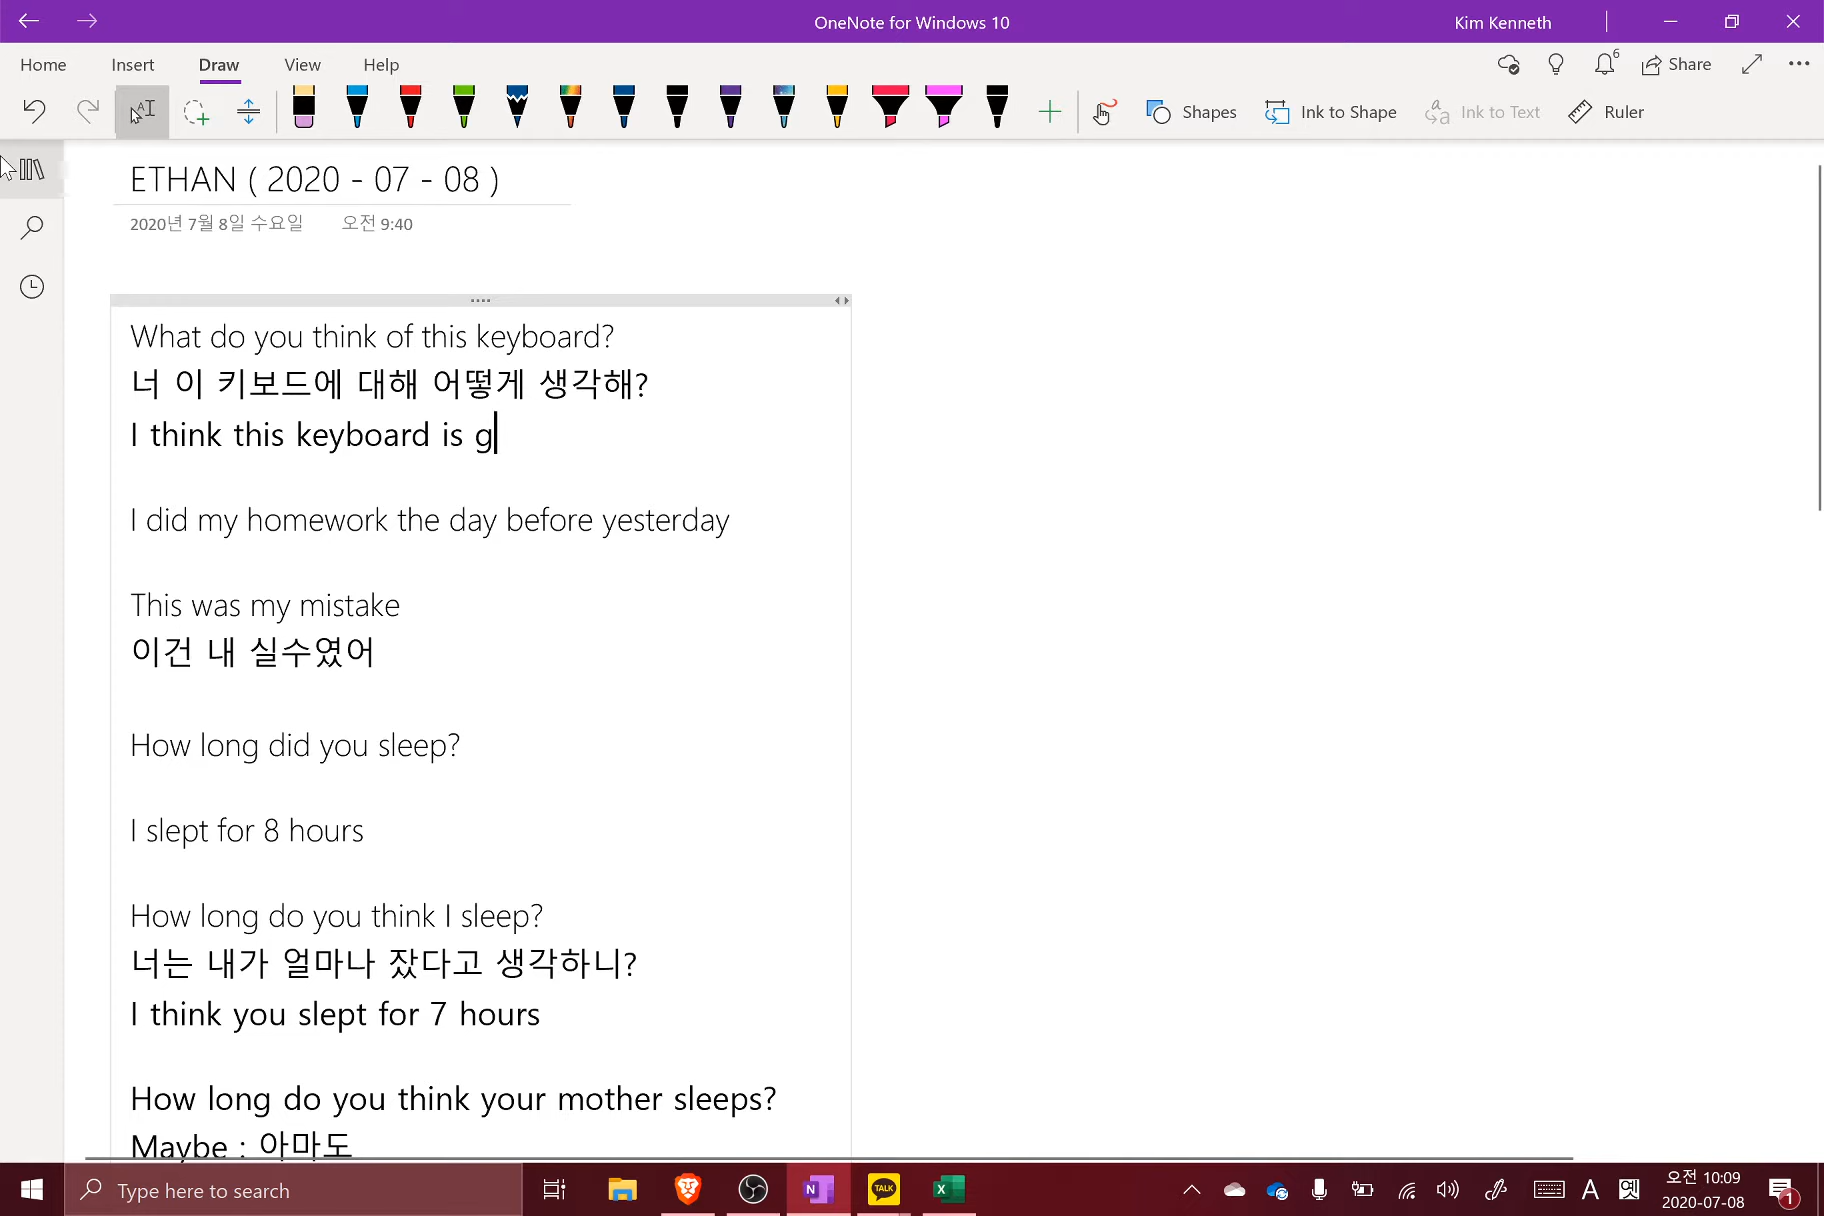 OneNote for Windows 10
Kim Kenneth
Home
Insert
Draw
View
Help
6
Share
Shapes
Ink to Shape
Ink to Text
Ruler
ETHAN ( 2020 - 07 - 08 )
2020년 7월 8일 수요일 오전 9:40
What do you think of this keyboard?
너 이 키보드에 대해 어떻게 생각해?
I think this keyboard is g
I did my homework the day before yesterday
This was my mistake
이건 내 실수였어
How long did you sleep?
I slept for 8 hours
How long do you think I sleep?
너는 내가 얼마나 잤다고 생각하니?
I think you slept for 7 hours
How long do you think your mother sleeps?
Maybe : 아마도
Type here to search
N
TALK
X
A
오전 10:09
2020-07-08
1